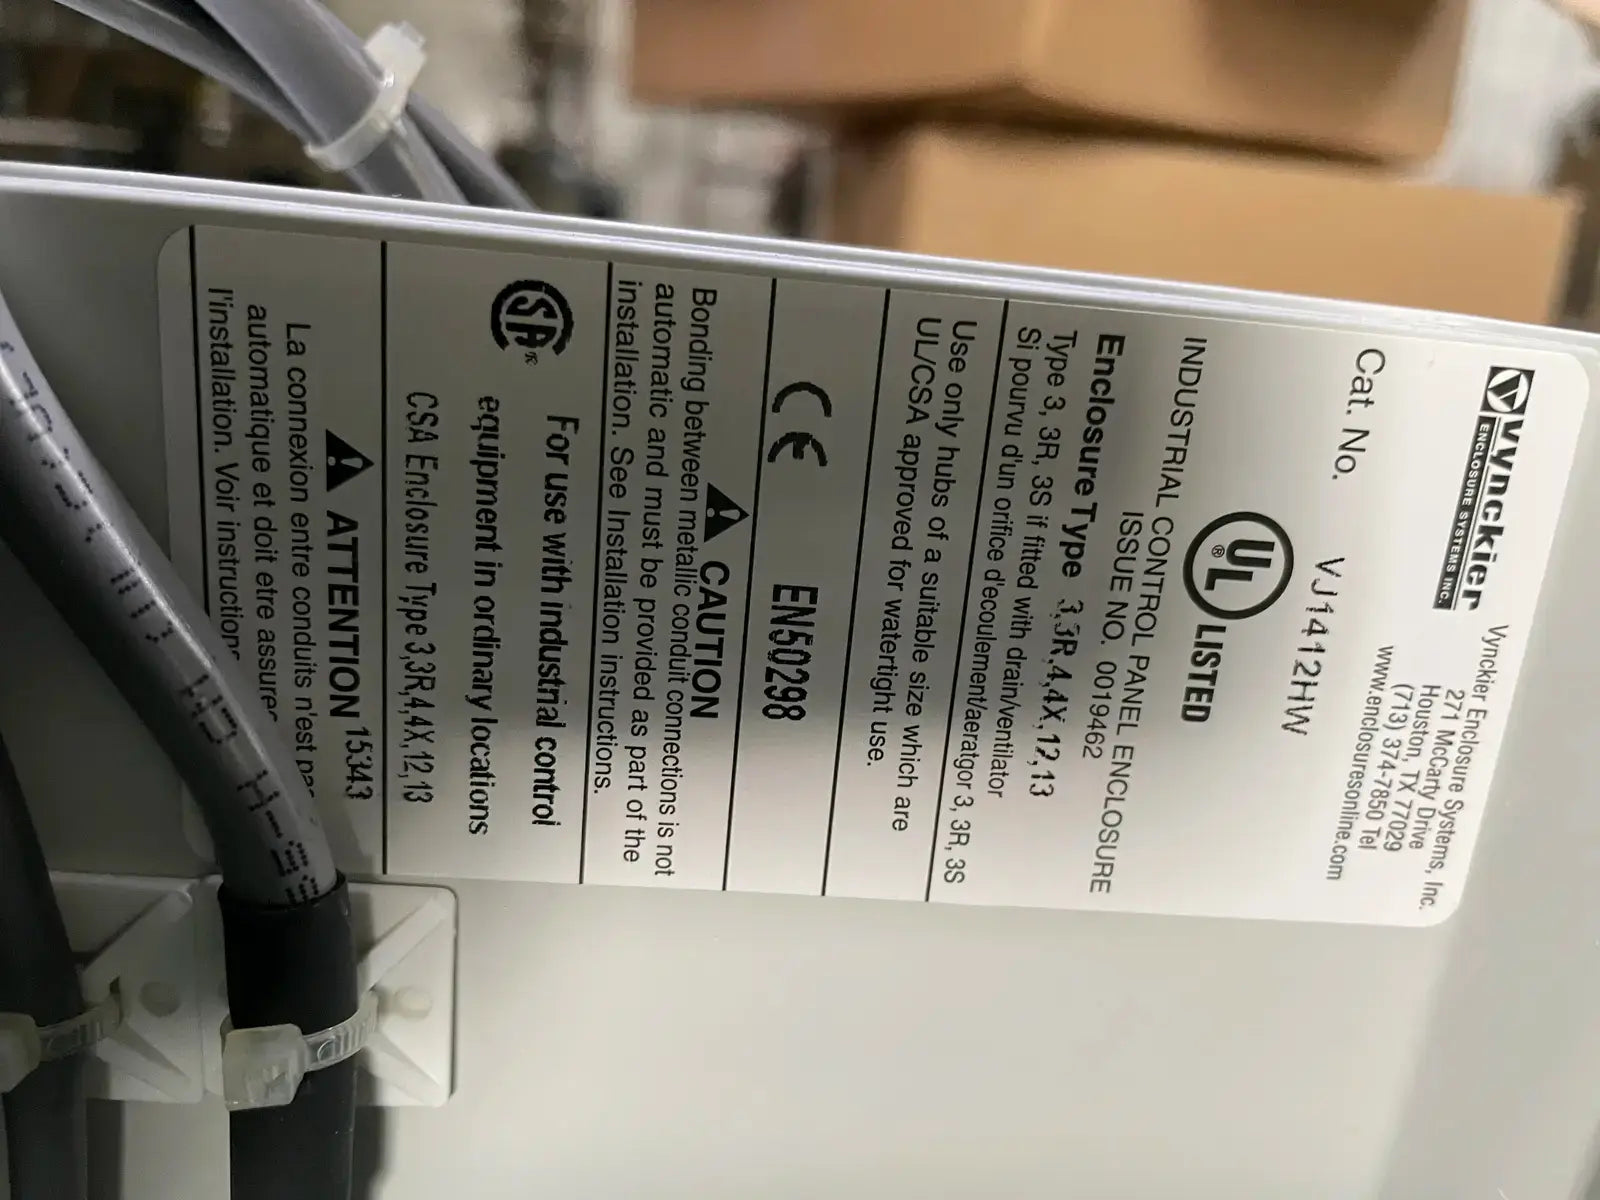 Vynckier
ENCLOSURE SYSTEMS INC.
Vynckier Enclosure Systems, Inc.
271 McCarty Drive
Houston, TX 77029
(713) 374-7850 Tel
www.enclosuresonline.com
Cat. No. VJ1412HW
UL® LISTED
INDUSTRIAL CONTROL PANEL ENCLOSURE
ISSUE NO. 0019462
Enclosure Type 3,3R,4,4X,12,13
Type 3, 3R, 3S if fitted with drain/ventilator
Si pourvu d'un orifice d'ecoulement/aeratgor 3, 3R, 3S
Use only hubs of a suitable size which are
UL/CSA approved for watertight use.
CE EN50298
CAUTION
Bonding between metallic conduit connections is not
automatic and must be provided as part of the
installation. See Installation instructions.
SA®
For use with industrial control
equipment in ordinary locations
CSA Enclosure Type 3,3R,4,4X,12,13
ATTENTION 15343
La connexion entre conduits n'est pas
automatique et doit etre assuree
l'installation. Voir instructions